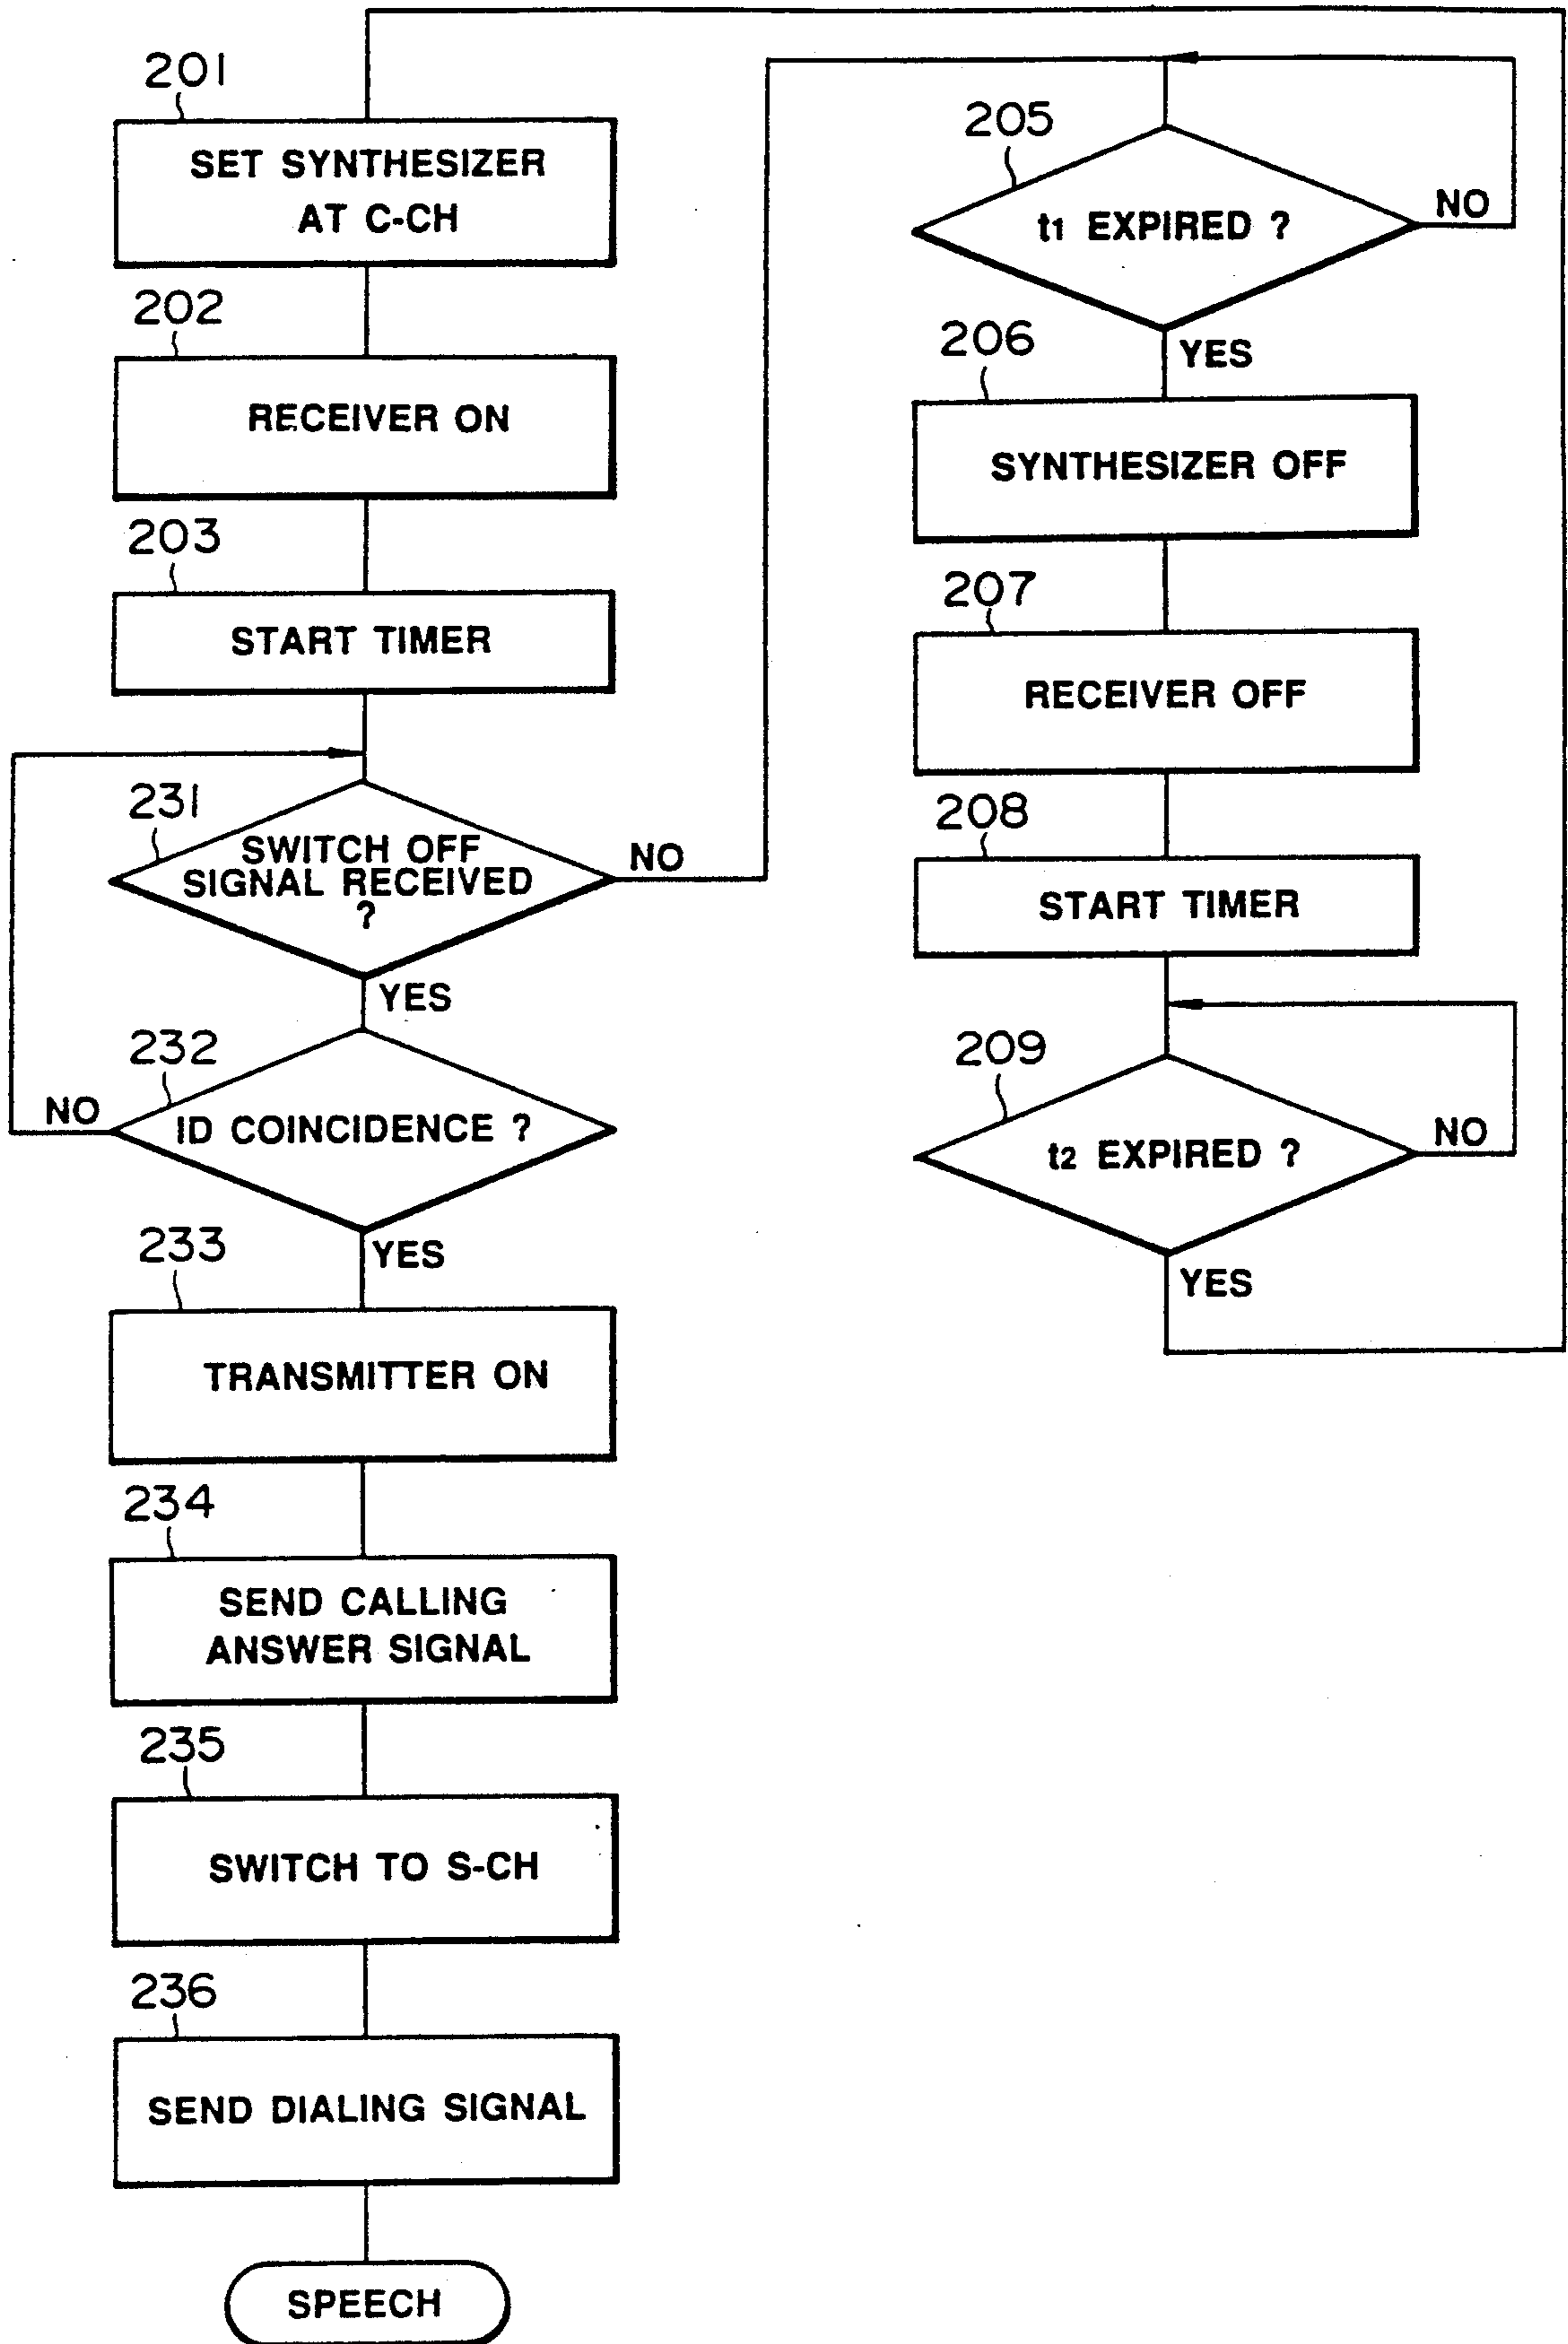 201
SET SYNTHESIZER
AT C-CH
202
RECEIVER ON
203
START TIMER
231
SWITCH OFF
SIGNAL RECEIVED
?
NO
YES
232
ID COINCIDENCE ?
NO
YES
233
TRANSMITTER ON
234
SEND CALLING
ANSWER SIGNAL
235
SWITCH TO S-CH
236
SEND DIALING SIGNAL
SPEECH
205
t1 EXPIRED ?
NO
YES
206
SYNTHESIZER OFF
207
RECEIVER OFF
208
START TIMER
209
t2 EXPIRED ?
NO
YES